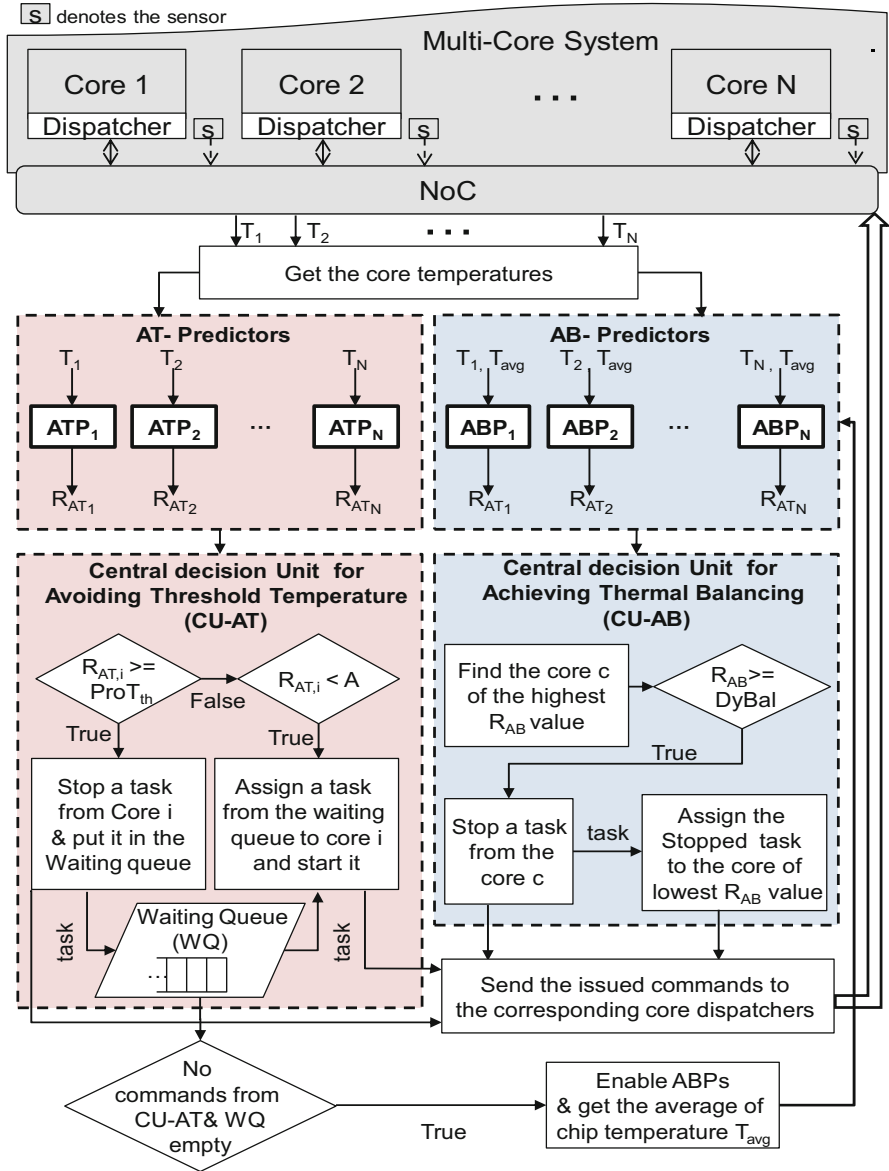 S denotes the sensor
Multi-Core System
Core 1
Core 2
. . .
Core N
Dispatcher
S
Dispatcher
S
Dispatcher
S
NoC
T1
T2
. . .
TN
Get the core temperatures
AT- Predictors
T1
T2
TN
ATP1
ATP2
...
ATPN
RAT1
RAT2
RATN
AB- Predictors
T1, Tavg
T2, Tavg
TN , Tavg
ABP1
ABP2
...
ABPN
RAT1
RAT2
RATN
Central decision Unit for
Avoiding Threshold Temperature
(CU-AT)
RAT,i >=
ProTth
False
RAT,i < A
True
True
Stop a task
from Core i
& put it in the
Waiting queue
Assign a task
from the waiting
queue to core i
and start it
task
Waiting Queue
(WQ)
...
task
Central decision Unit for
Achieving Thermal Balancing
(CU-AB)
Find the core c
of the highest
RAB value
RAB>=
DyBal
True
Stop a task
from the
core c
task
Assign the
Stopped task
to the core of
lowest RAB value
Send the issued commands to
the corresponding core dispatchers
No
commands from
CU-AT& WQ
empty
True
Enable ABPs
& get the average of
chip temperature Tavg